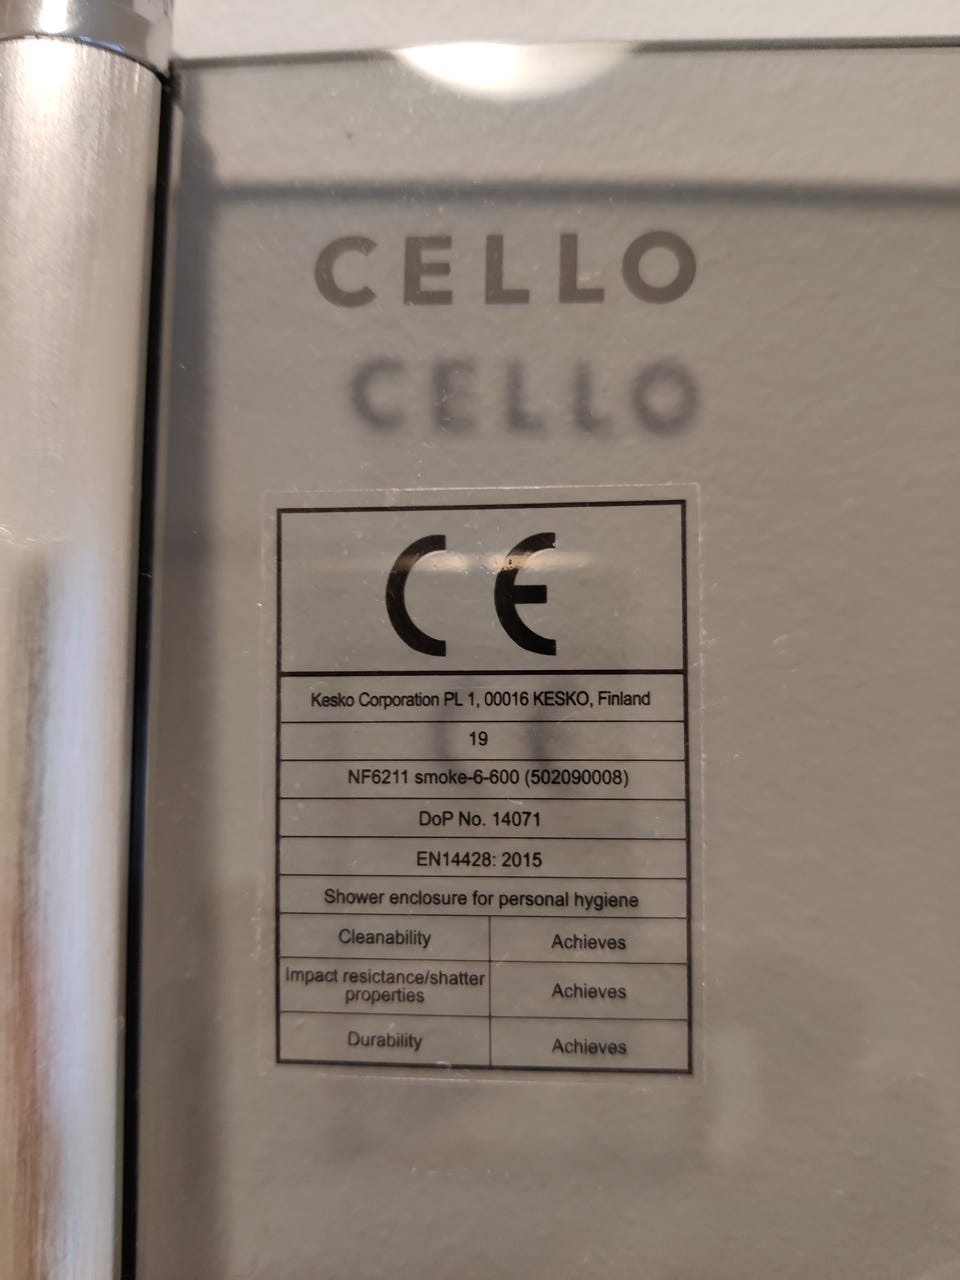 CELLO
CELLO
CE
Kesko Corporation PL 1, 00016 KESKO, Finland
19
NF6211 smoke-6-600 (502090008)
DoP No. 14071
EN14428: 2015
Shower enclosure for personal hygiene
Cleanability Achieves
Impact resictance/shatter
properties Achieves
Durability Achieves